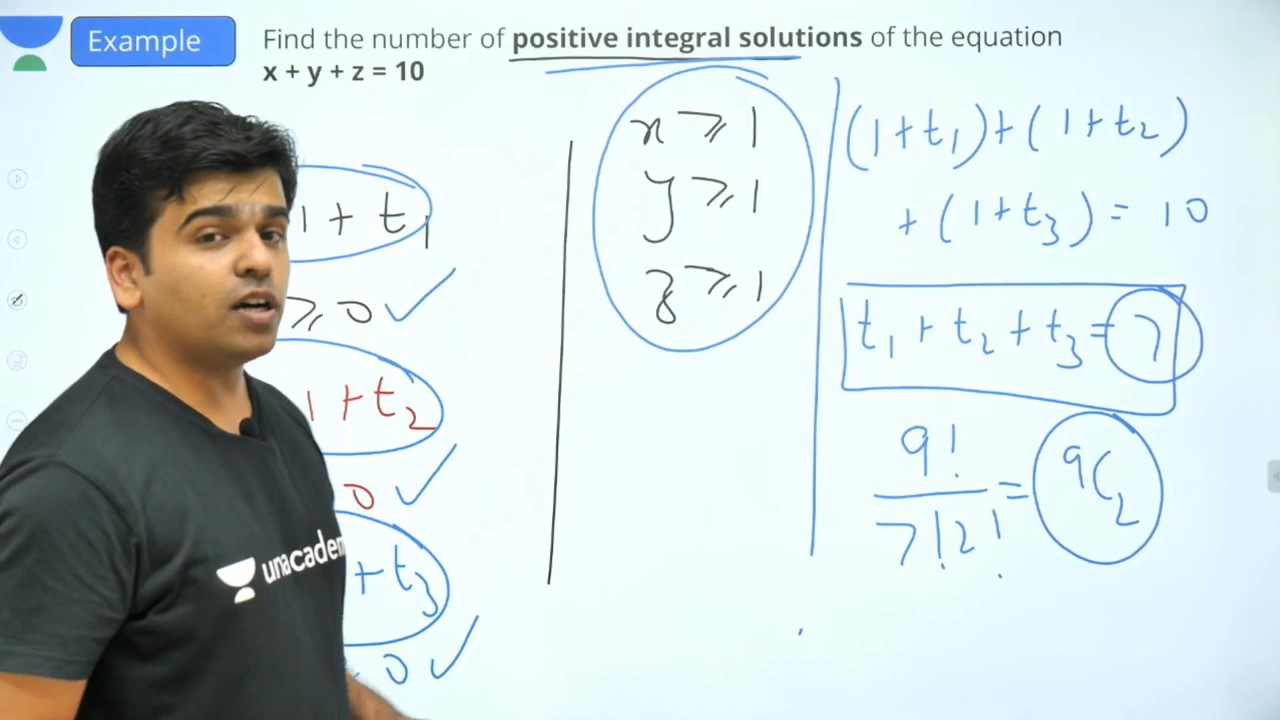 Example
Find the number of positive integral solutions of the equation
x + y + z = 10
1 + t₁
≥ 0
1 + t₂
0
+ t₃
0
x ≥ 1
y ≥ 1
z ≥ 1
(1+t₁)+(1+t₂)
+ (1+t₃) = 10
t₁ + t₂ + t₃ = 7
9!
7!2!
= ⁹C₂
unacadem